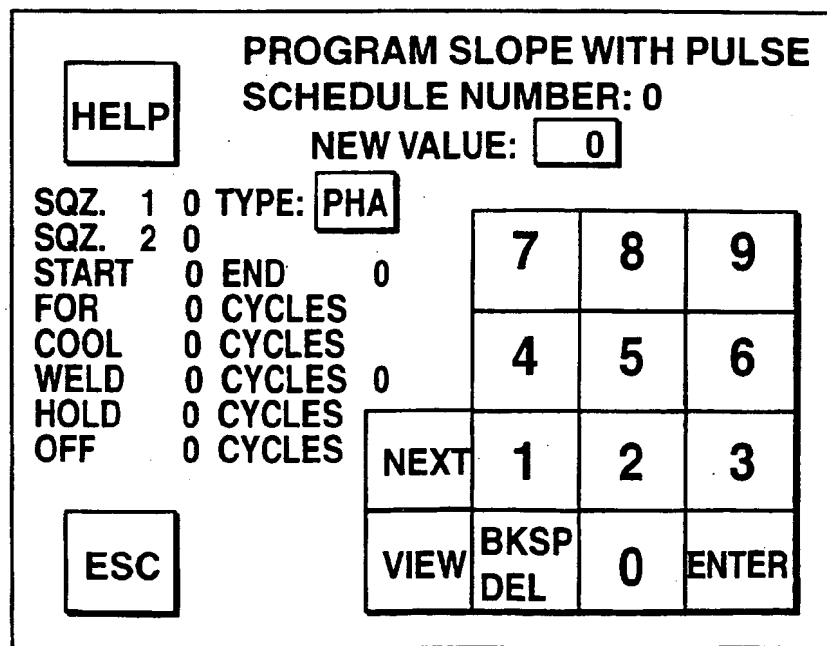 PROGRAM SLOPE WITH PULSE
HELP
SCHEDULE NUMBER: 0
NEW VALUE: 0
SQZ. 1 0 TYPE: PHA
SQZ. 2 0
START 0 END 0
FOR 0 CYCLES
COOL 0 CYCLES
WELD 0 CYCLES 0
HOLD 0 CYCLES
OFF 0 CYCLES
7 8 9
4 5 6
NEXT 1 2 3
ESC
VIEW BKSP DEL 0 ENTER